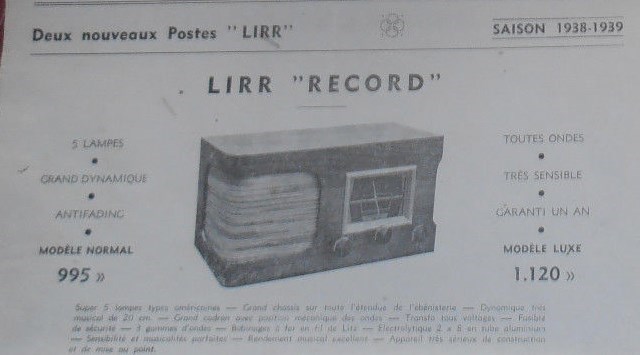 Deux nouveaux Postes "LIRR"
SAISON 1938-1939
LIRR "RECORD"
5 LAMPES
GRAND DYNAMIQUE
ANTIFADING
MODÈLE NORMAL
995 »
TOUTES ONDES
TRÈS SENSIBLE
GARANTI UN AN
MODÈLE LUXE
1.120 »
Super 5 lampes types américaines — Grand chassis sur toute l'étendue de l'ébénisterie — Dynamique très
musical de 20 cm. — Grand cadran avec position mécanique des ondes — Transfo tous voltages — Fusible
de sécurité — 3 gammes d'ondes — Bobinages à fer en fil de Litz — Electrolytique 2 x 8 en tube aluminium
— Sensibilité et musicalités parfaites — Rendement musical excellent — Appareil très sérieux de construction
et de mise au point.